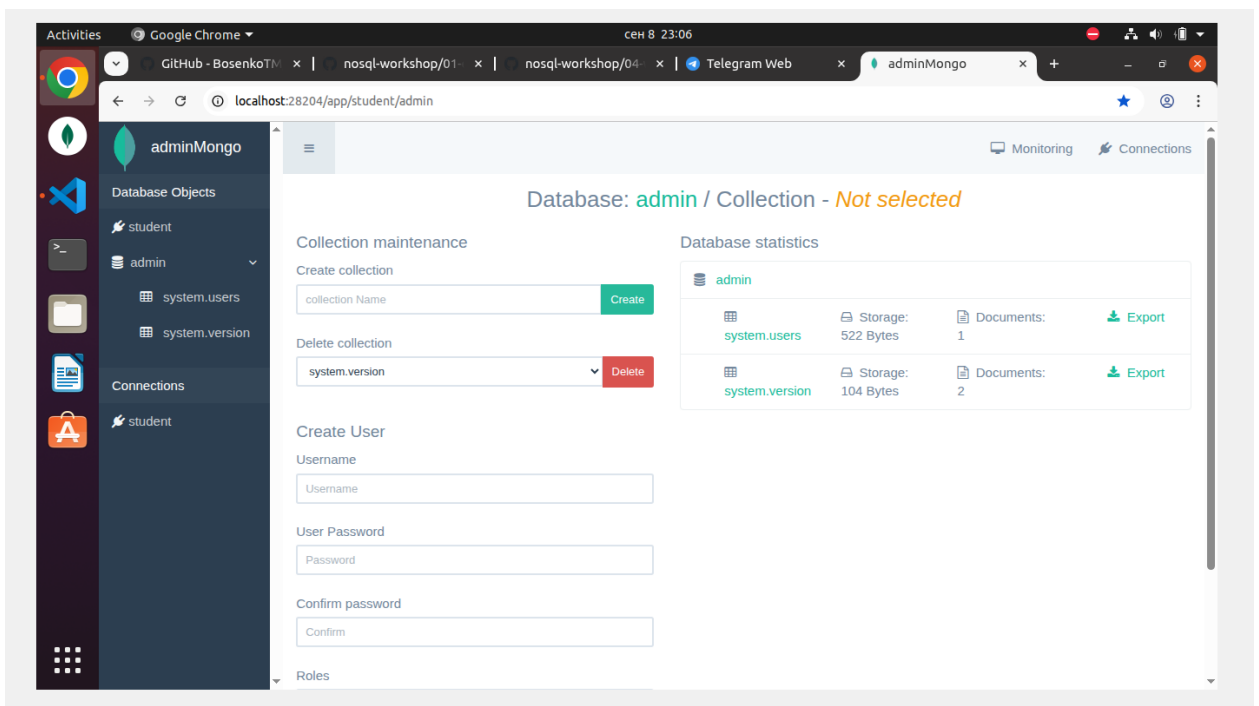 Activities
Google Chrome
сен 8 23:06
GitHub - BosenkoTM
nosql-workshop/01-
nosql-workshop/04-
Telegram Web
adminMongo
localhost:28204/app/student/admin
adminMongo
Monitoring
Connections
Database Objects
student
admin
system.users
system.version
Connections
student
Database: admin / Collection - Not selected
Collection maintenance
Create collection
collection Name
Create
Delete collection
system.version
Delete
Create User
Username
Username
User Password
Password
Confirm password
Confirm
Roles
Database statistics
admin
system.users
Storage:
522 Bytes
Documents:
1
Export
system.version
Storage:
104 Bytes
Documents:
2
Export